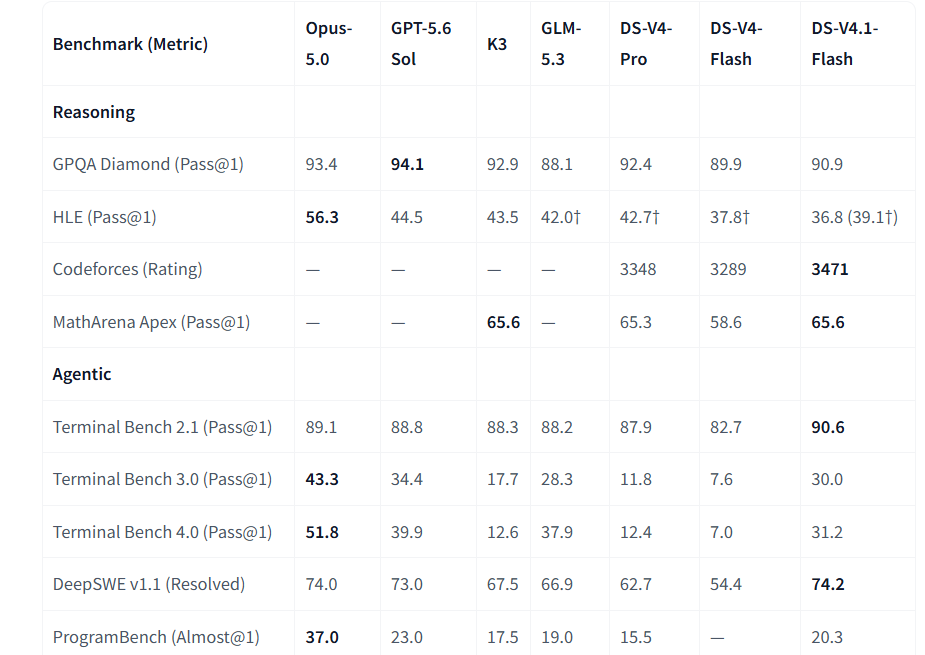 Benchmark (Metric) Opus-5.0 GPT-5.6 Sol K3 GLM-5.3 DS-V4-Pro DS-V4-Flash DS-V4.1-Flash
Reasoning
GPQA Diamond (Pass@1) 93.4 94.1 92.9 88.1 92.4 89.9 90.9
HLE (Pass@1) 56.3 44.5 43.5 42.0† 42.7† 37.8† 36.8 (39.1†)
Codeforces (Rating) — — — — 3348 3289 3471
MathArena Apex (Pass@1) — — 65.6 — 65.3 58.6 65.6
Agentic
Terminal Bench 2.1 (Pass@1) 89.1 88.8 88.3 88.2 87.9 82.7 90.6
Terminal Bench 3.0 (Pass@1) 43.3 34.4 17.7 28.3 11.8 7.6 30.0
Terminal Bench 4.0 (Pass@1) 51.8 39.9 12.6 37.9 12.4 7.0 31.2
DeepSWE v1.1 (Resolved) 74.0 73.0 67.5 66.9 62.7 54.4 74.2
ProgramBench (Almost@1) 37.0 23.0 17.5 19.0 15.5 — 20.3